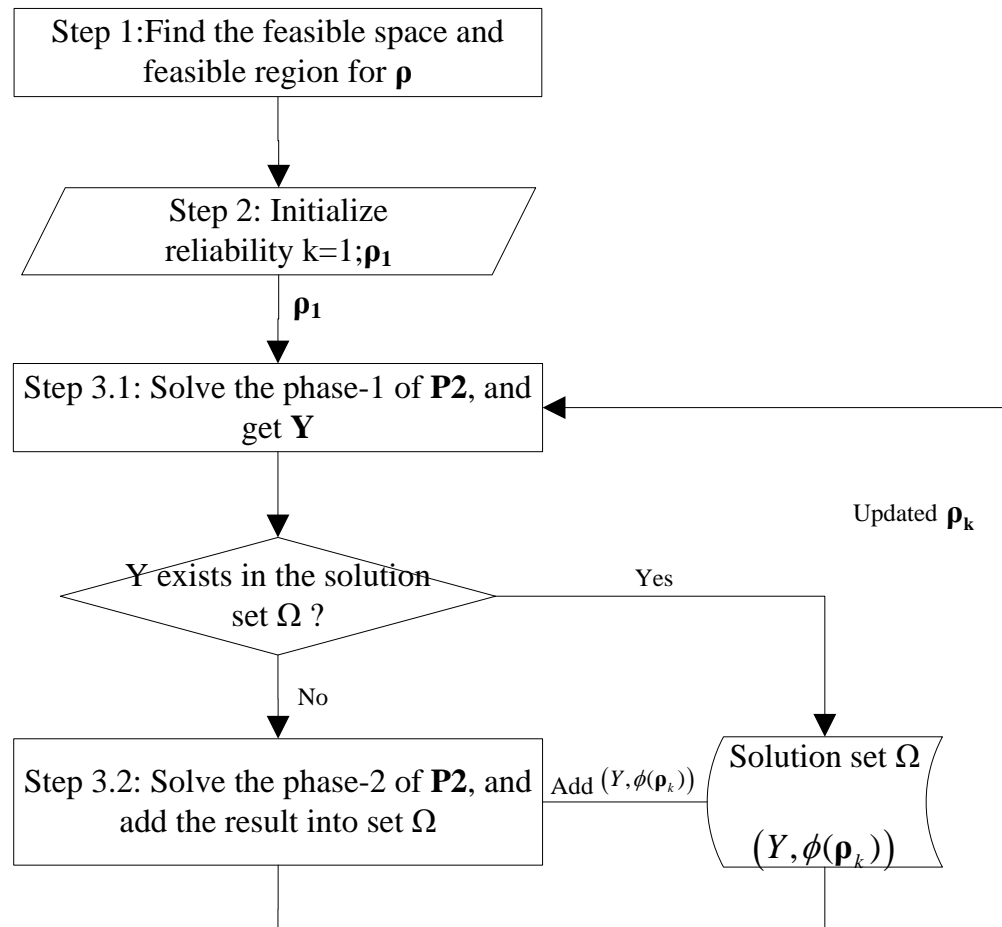 Step 1:Find the feasible space and
feasible region for ρ
Step 2: Initialize
reliability k=1;ρ₁
ρ₁
Step 3.1: Solve the phase-1 of P2, and
get Y
Updated ρₖ
Y exists in the solution
set Ω ?
Yes
No
Step 3.2: Solve the phase-2 of P2, and
add the result into set Ω
Add (Y,ϕ(ρₖ))
Solution set Ω
(Y,ϕ(ρₖ))